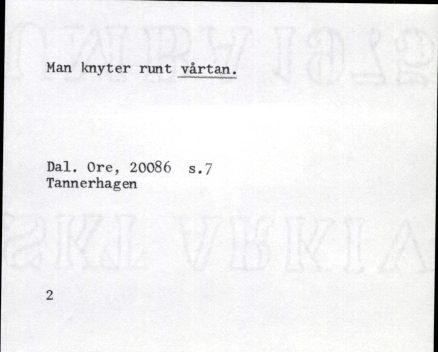 Man knyter runt vårtan.
Dal. Ore, 20086 s.7
Tannerhagen
2